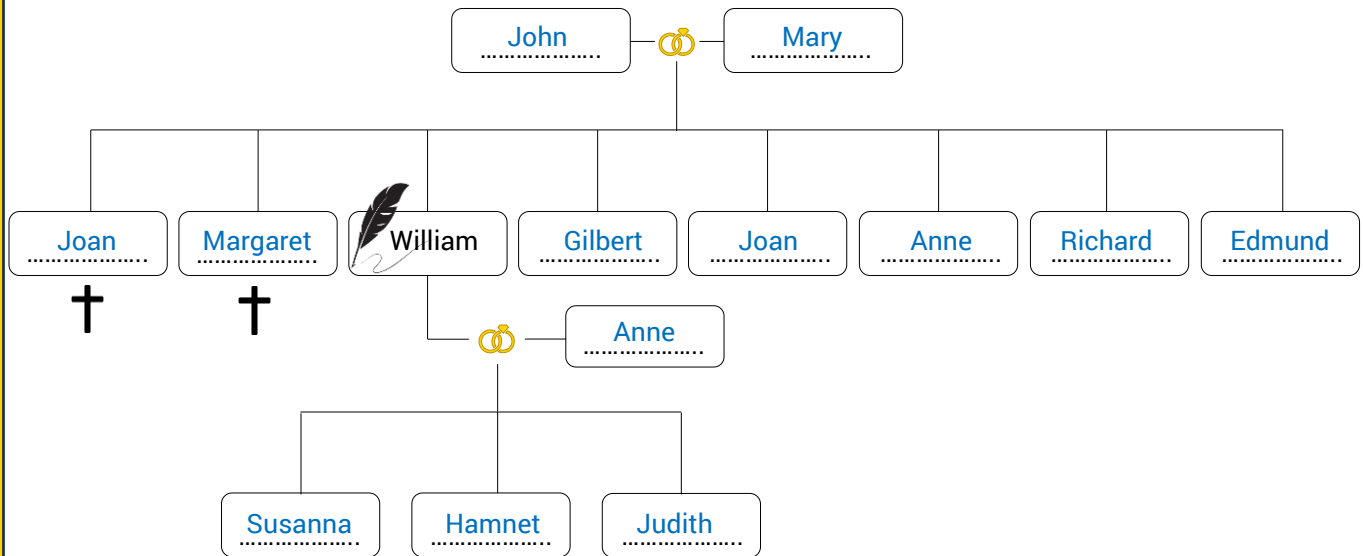 John Mary
Joan Margaret William Gilbert Joan Anne Richard Edmund
Anne
Susanna Hamnet Judith